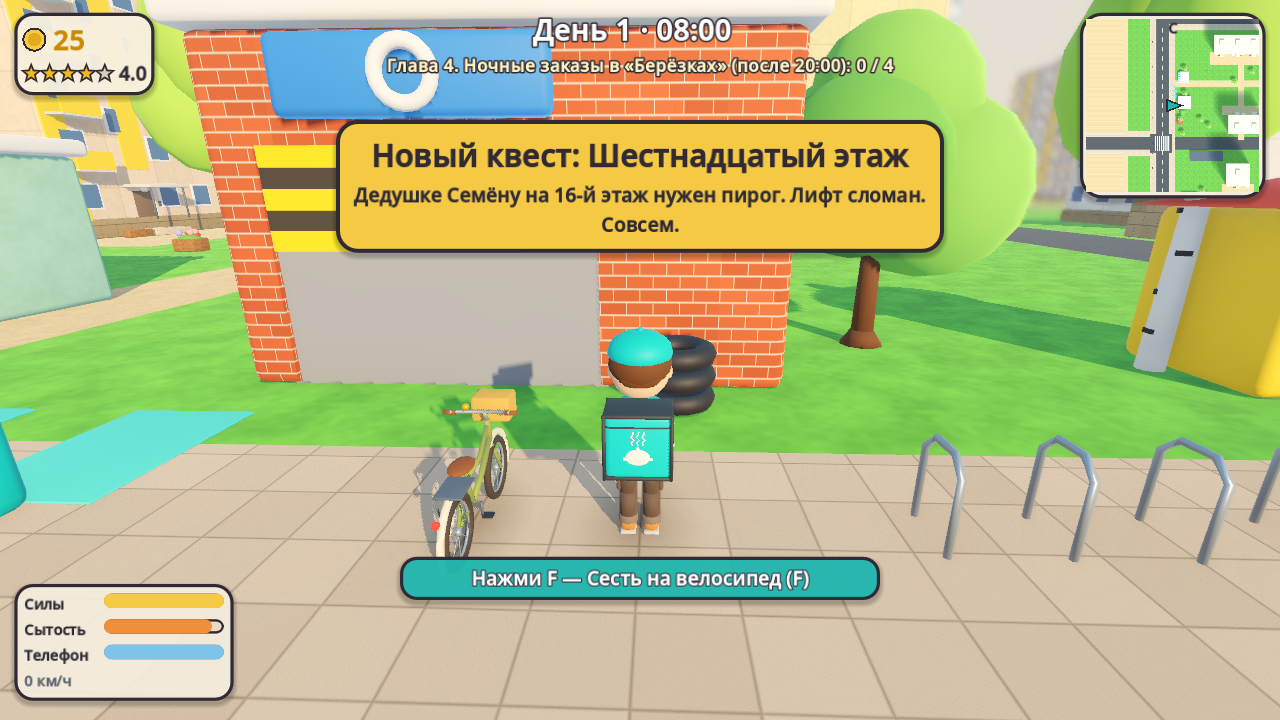 25
4.0
День 1 · 08:00
Глава 4. Ночные заказы в «Берёзках» (после 20:00): 0 / 4
С
Новый квест: Шестнадцатый этаж
Дедушке Семёну на 16-й этаж нужен пирог. Лифт сломан.
Совсем.
Нажми F — Сесть на велосипед (F)
Силы
Сытость
Телефон
0 км/ч